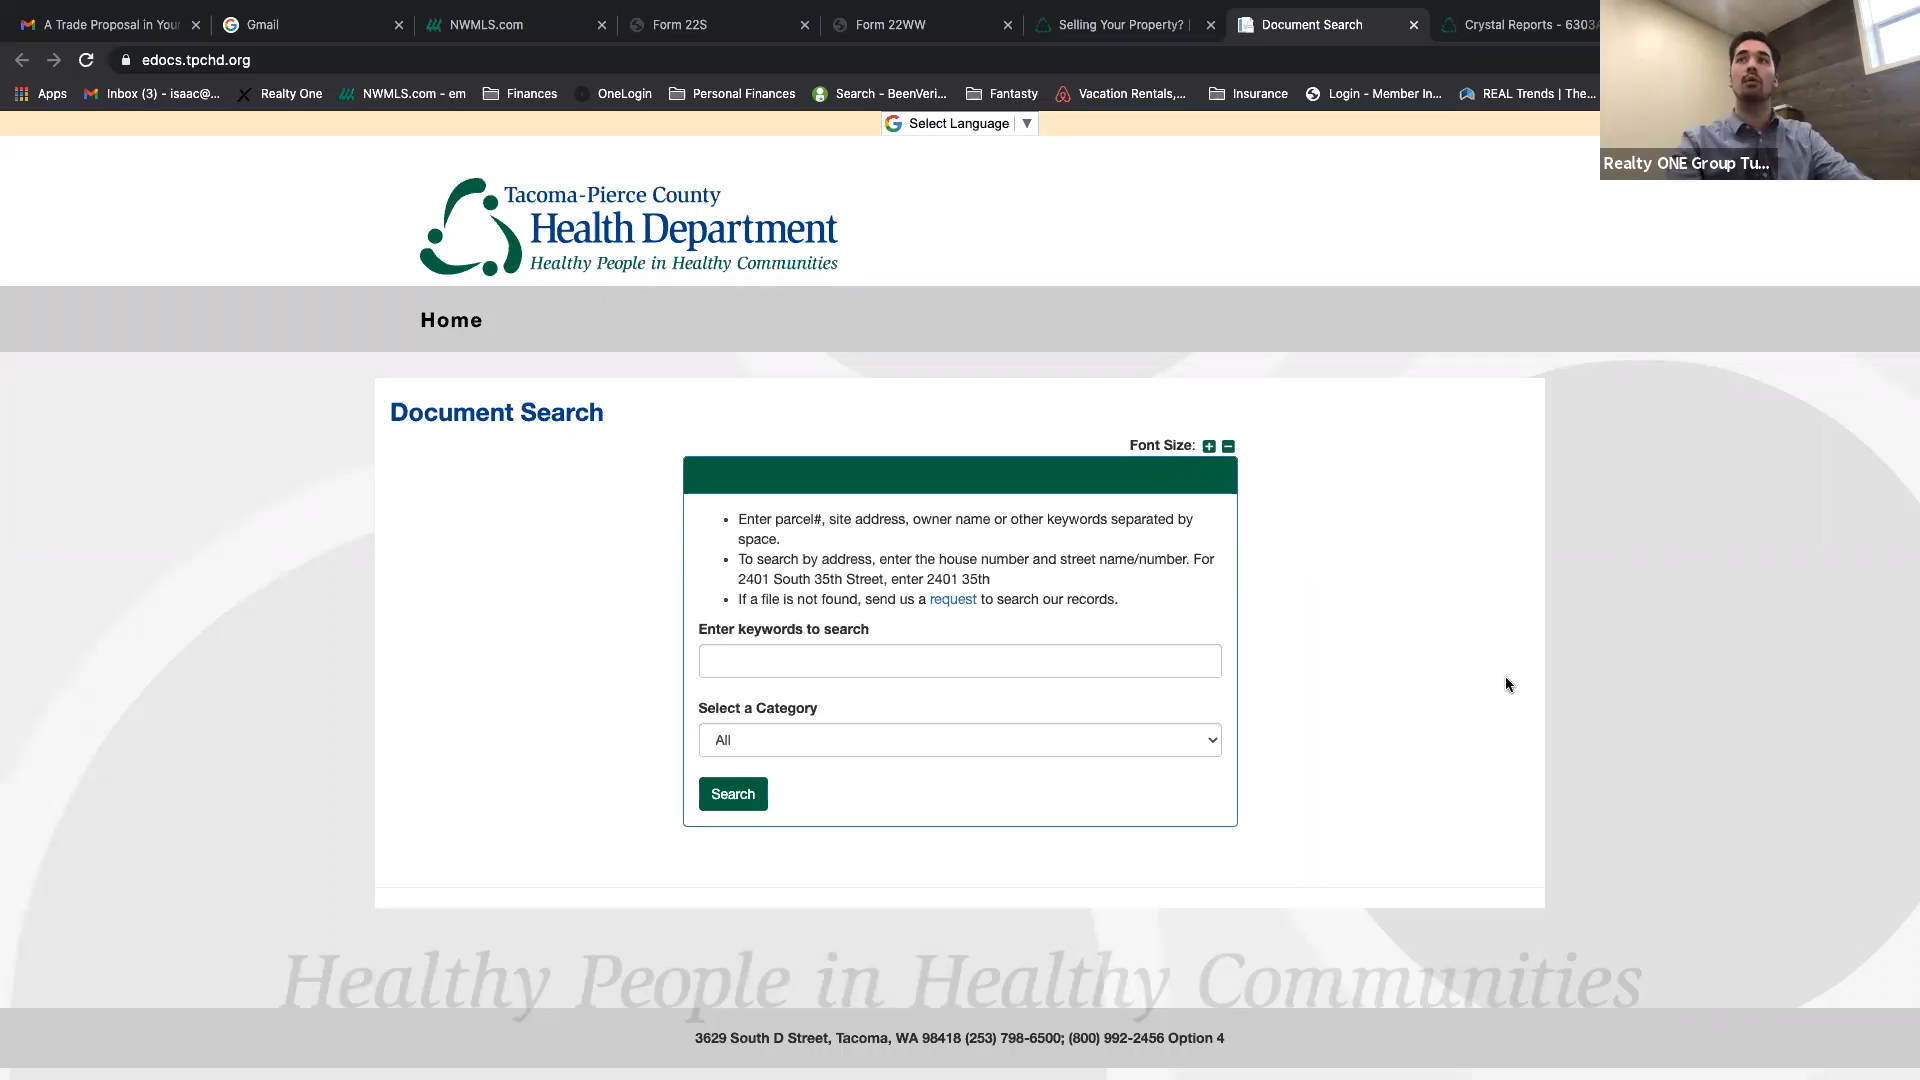 A Trade Proposal in Your
Gmail
NWMLS.com
Form 22S
Form 22WW
Selling Your Property? |
Document Search
Crystal Reports - 6303A
edocs.tpchd.org
Apps
Inbox (3) - isaac@...
Realty One
NWMLS.com - em
Finances
OneLogin
Personal Finances
Search - BeenVeri...
Fantasty
Vacation Rentals,...
Insurance
Login - Member In...
REAL Trends | The...
Select Language
Realty ONE Group Tu...
Tacoma-Pierce County
Health Department
Healthy People in Healthy Communities
Home
Document Search
Font Size:
Enter parcel#, site address, owner name or other keywords separated by
space.
To search by address, enter the house number and street name/number. For
2401 South 35th Street, enter 2401 35th
If a file is not found, send us a request to search our records.
Enter keywords to search
Select a Category
All
Search
Healthy People in Healthy Communities
3629 South D Street, Tacoma, WA 98418 (253) 798-6500; (800) 992-2456 Option 4